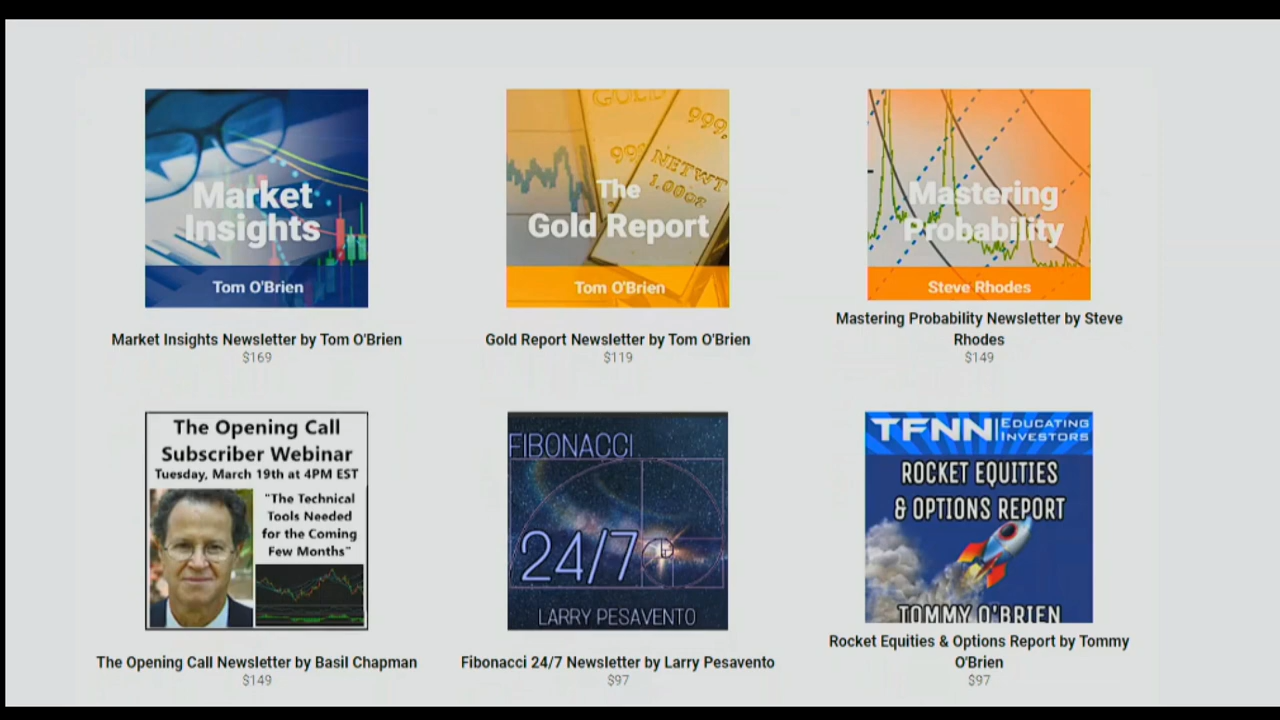 GOLD
999,
999
NETWT
1.00oz
Market
Insights
Tom O'Brien
The
Gold Report
Tom O'Brien
Mastering
Probability
Steve Rhodes
Market Insights Newsletter by Tom O'Brien
$169
Gold Report Newsletter by Tom O'Brien
$119
Mastering Probability Newsletter by Steve
Rhodes
$149
The Opening Call
Subscriber Webinar
Tuesday, March 19th at 4PM EST
"The Technical
Tools Needed
for the Coming
Few Months"
FIBONACCI
24/7
LARRY PESAVENTO
TFNN
EDUCATING
INVESTORS
ROCKET EQUITIES
& OPTIONS REPORT
TOMMY O'BRIEN
The Opening Call Newsletter by Basil Chapman
$149
Fibonacci 24/7 Newsletter by Larry Pesavento
$97
Rocket Equities & Options Report by Tommy
O'Brien
$97